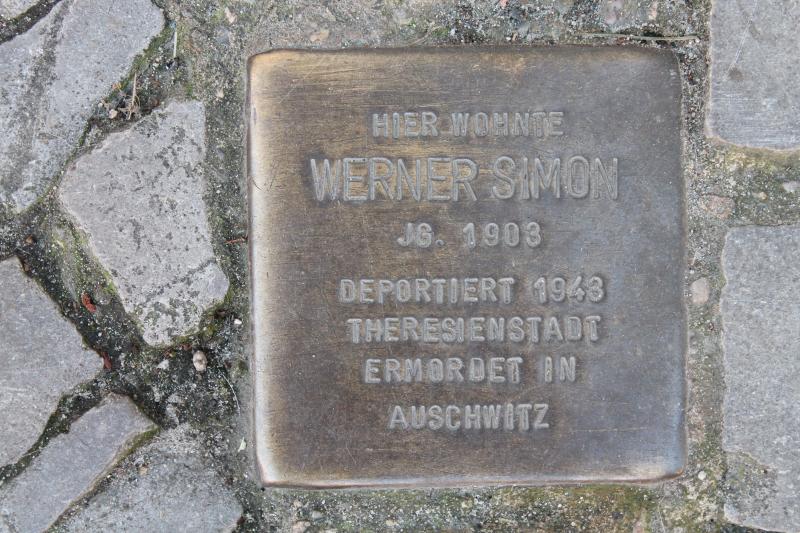 HIER WOHNTE
WERNER SIMON
JG. 1903
DEPORTIERT 1943
THERESIENSTADT
ERMORDET IN
AUSCHWITZ